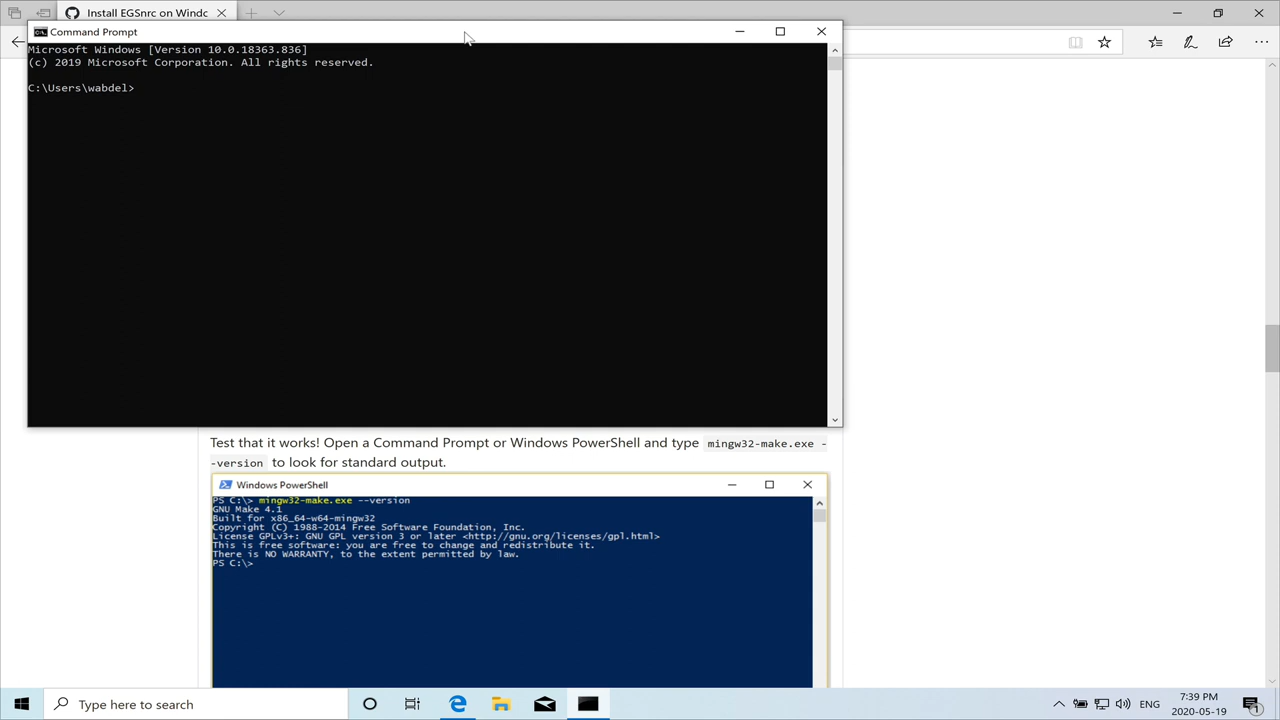 Install EGSnrc on Windc
Command Prompt
Microsoft Windows [Version 10.0.18363.836]
(c) 2019 Microsoft Corporation. All rights reserved.
C:\Users\wabdel>
Test that it works! Open a Command Prompt or Windows PowerShell and type mingw32-make.exe -
-version to look for standard output.
Windows PowerShell
PS C:\> mingw32-make.exe --version
GNU Make 4.1
Built for x86_64-w64-mingw32
Copyright (C) 1988-2014 Free Software Foundation, Inc.
License GPLv3+: GNU GPL version 3 or later <http://gnu.org/licenses/gpl.html>
This is free software: you are free to change and redistribute it.
There is NO WARRANTY, to the extent permitted by law.
PS C:\>
Type here to search
ENG
7:39 PM
2020-05-19
1